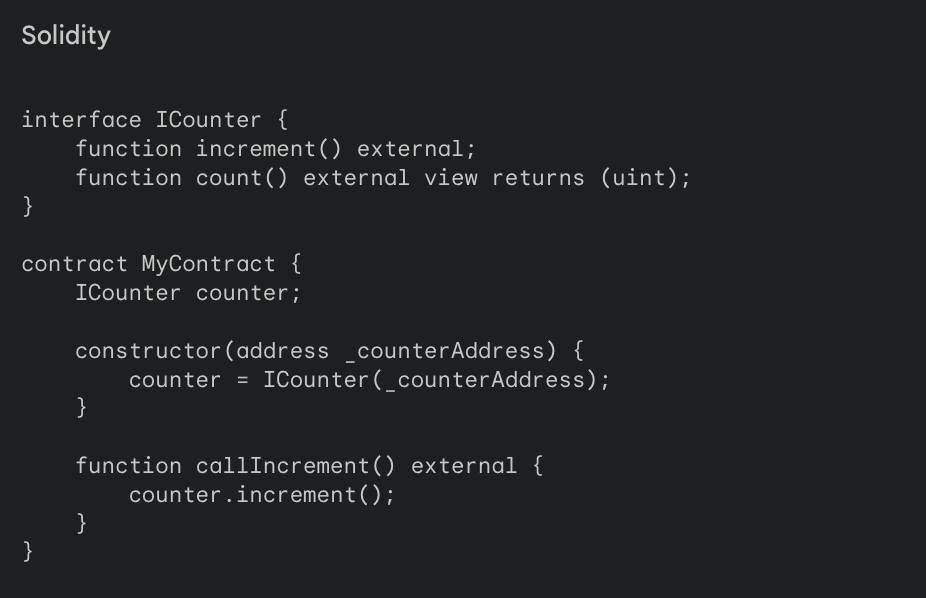 Solidity
interface ICounter {
    function increment() external;
    function count() external view returns (uint);
}
contract MyContract {
    ICounter counter;
    constructor(address _counterAddress) {
        counter = ICounter(_counterAddress);
    }
    function callIncrement() external {
        counter.increment();
    }
}